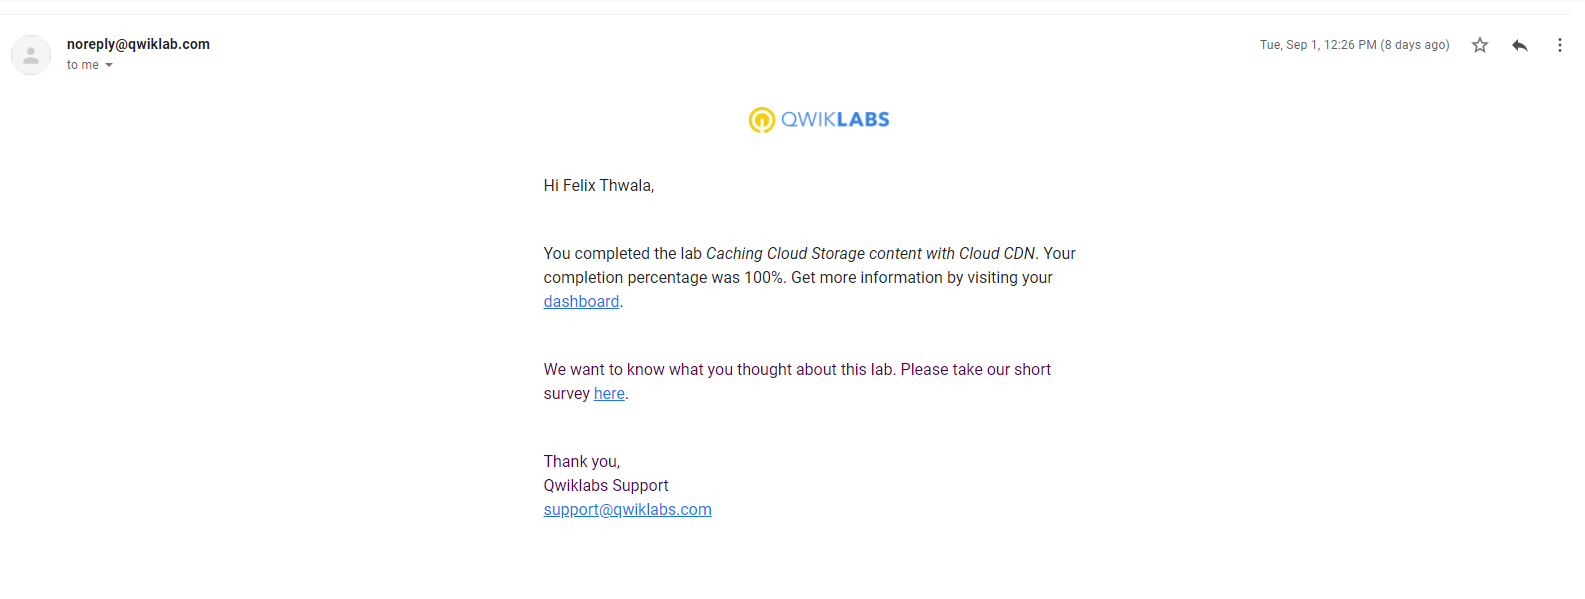 noreply@qwiklab.com
Tue, Sep 1, 12:26 PM (8 days ago)
to me
QWIKLABS
Hi Felix Thwala,
You completed the lab Caching Cloud Storage content with Cloud CDN. Your
completion percentage was 100%. Get more information by visiting your
dashboard.
We want to know what you thought about this lab. Please take our short
survey here.
Thank you,
Qwiklabs Support
support@qwiklabs.com